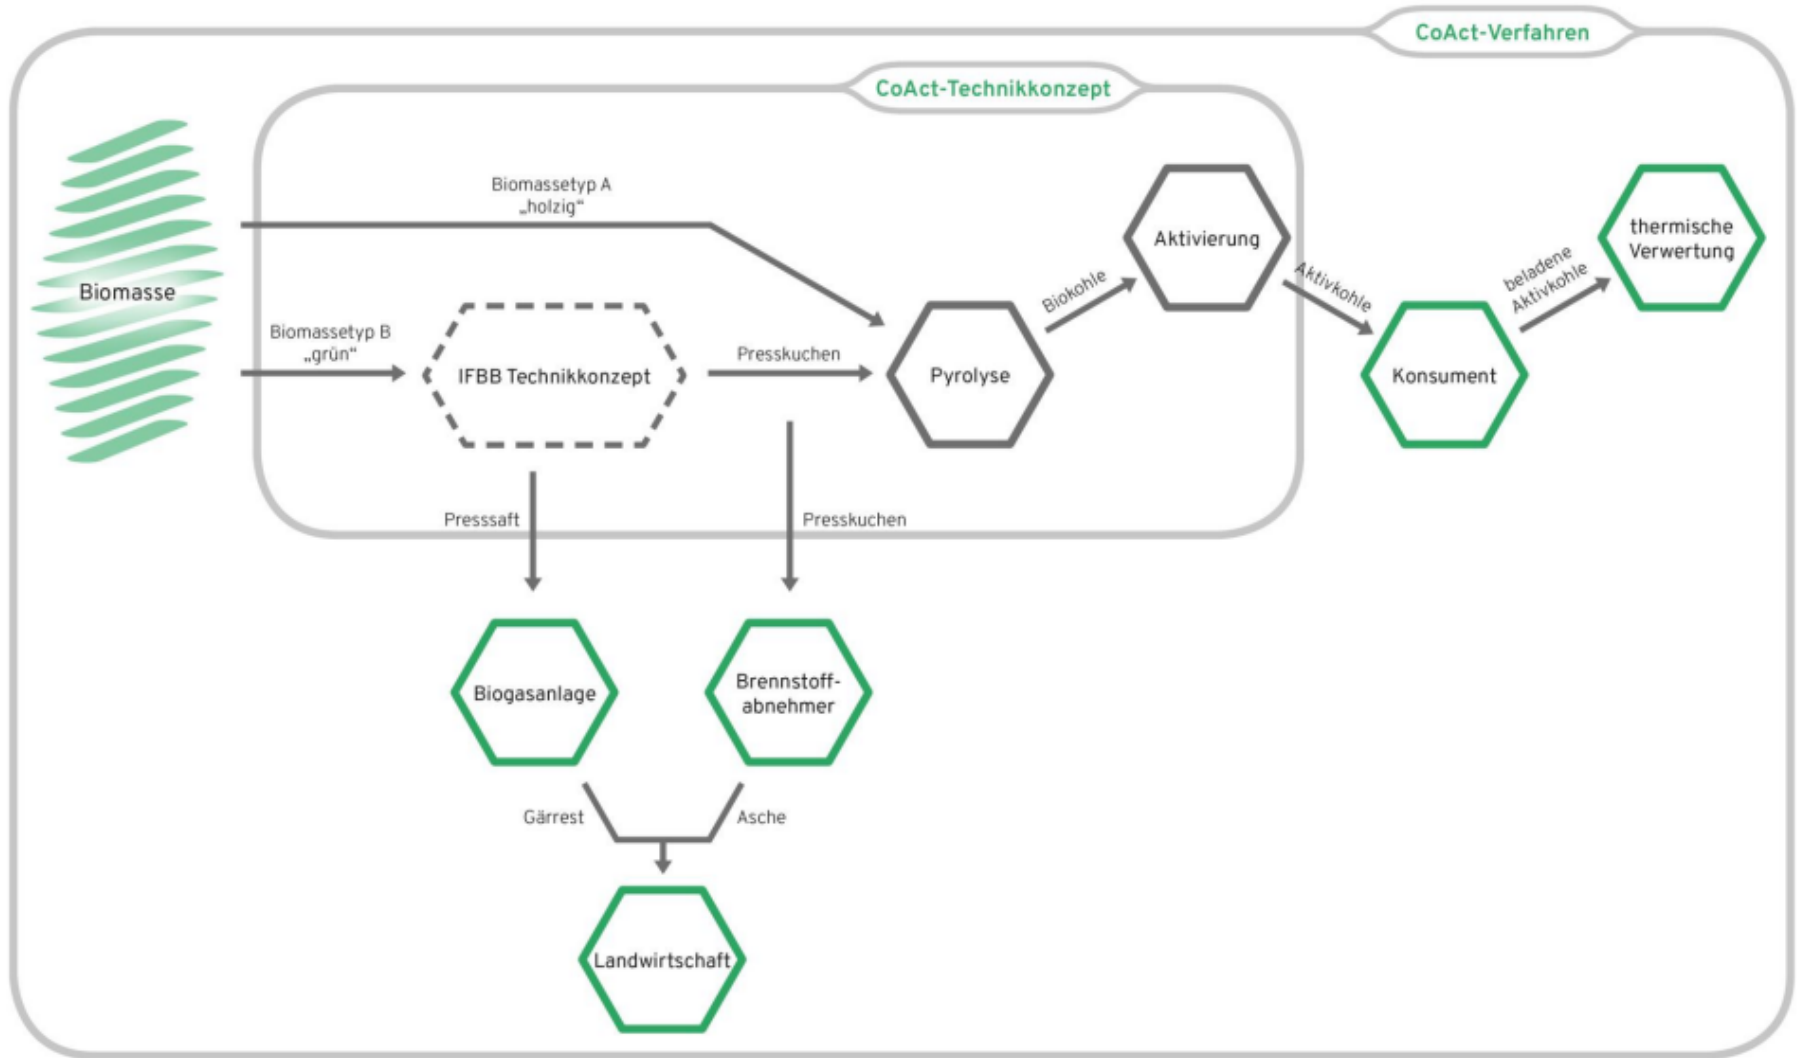 CoAct-Verfahren
CoAct-Technikkonzept
Biomassetyp A
„holzig“
Biomasse
Biomassetyp B
„grün“
IFBB Technikkonzept
Presskuchen
Pyrolyse
Biokohle
Aktivierung
Aktivkohle
Konsument
beladene
Aktivkohle
thermische
Verwertung
Presssaft
Presskuchen
Biogasanlage
Brennstoff-
abnehmer
Gärrest
Asche
Landwirtschaft